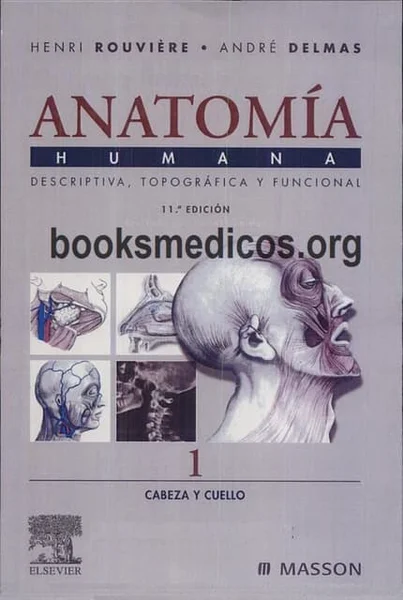 HENRI ROUVIÈRE • ANDRÉ DELMAS
ANATOMÍA
HUMANA
DESCRIPTIVA, TOPOGRÁFICA Y FUNCIONAL
11.ª EDICIÓN
booksmedicos.org
1
CABEZA Y CUELLO
ELSEVIER
MASSON